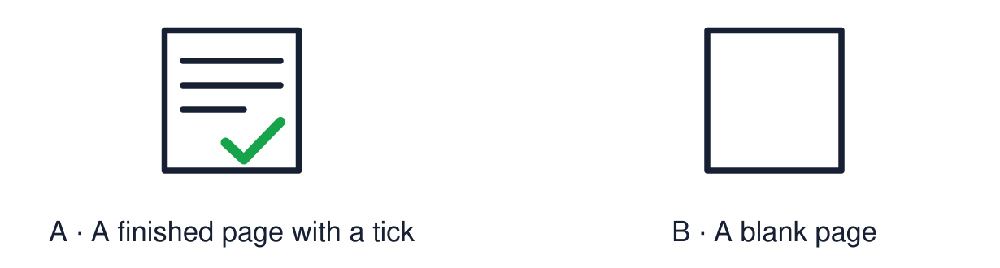 A · A finished page with a tick
B · A blank page